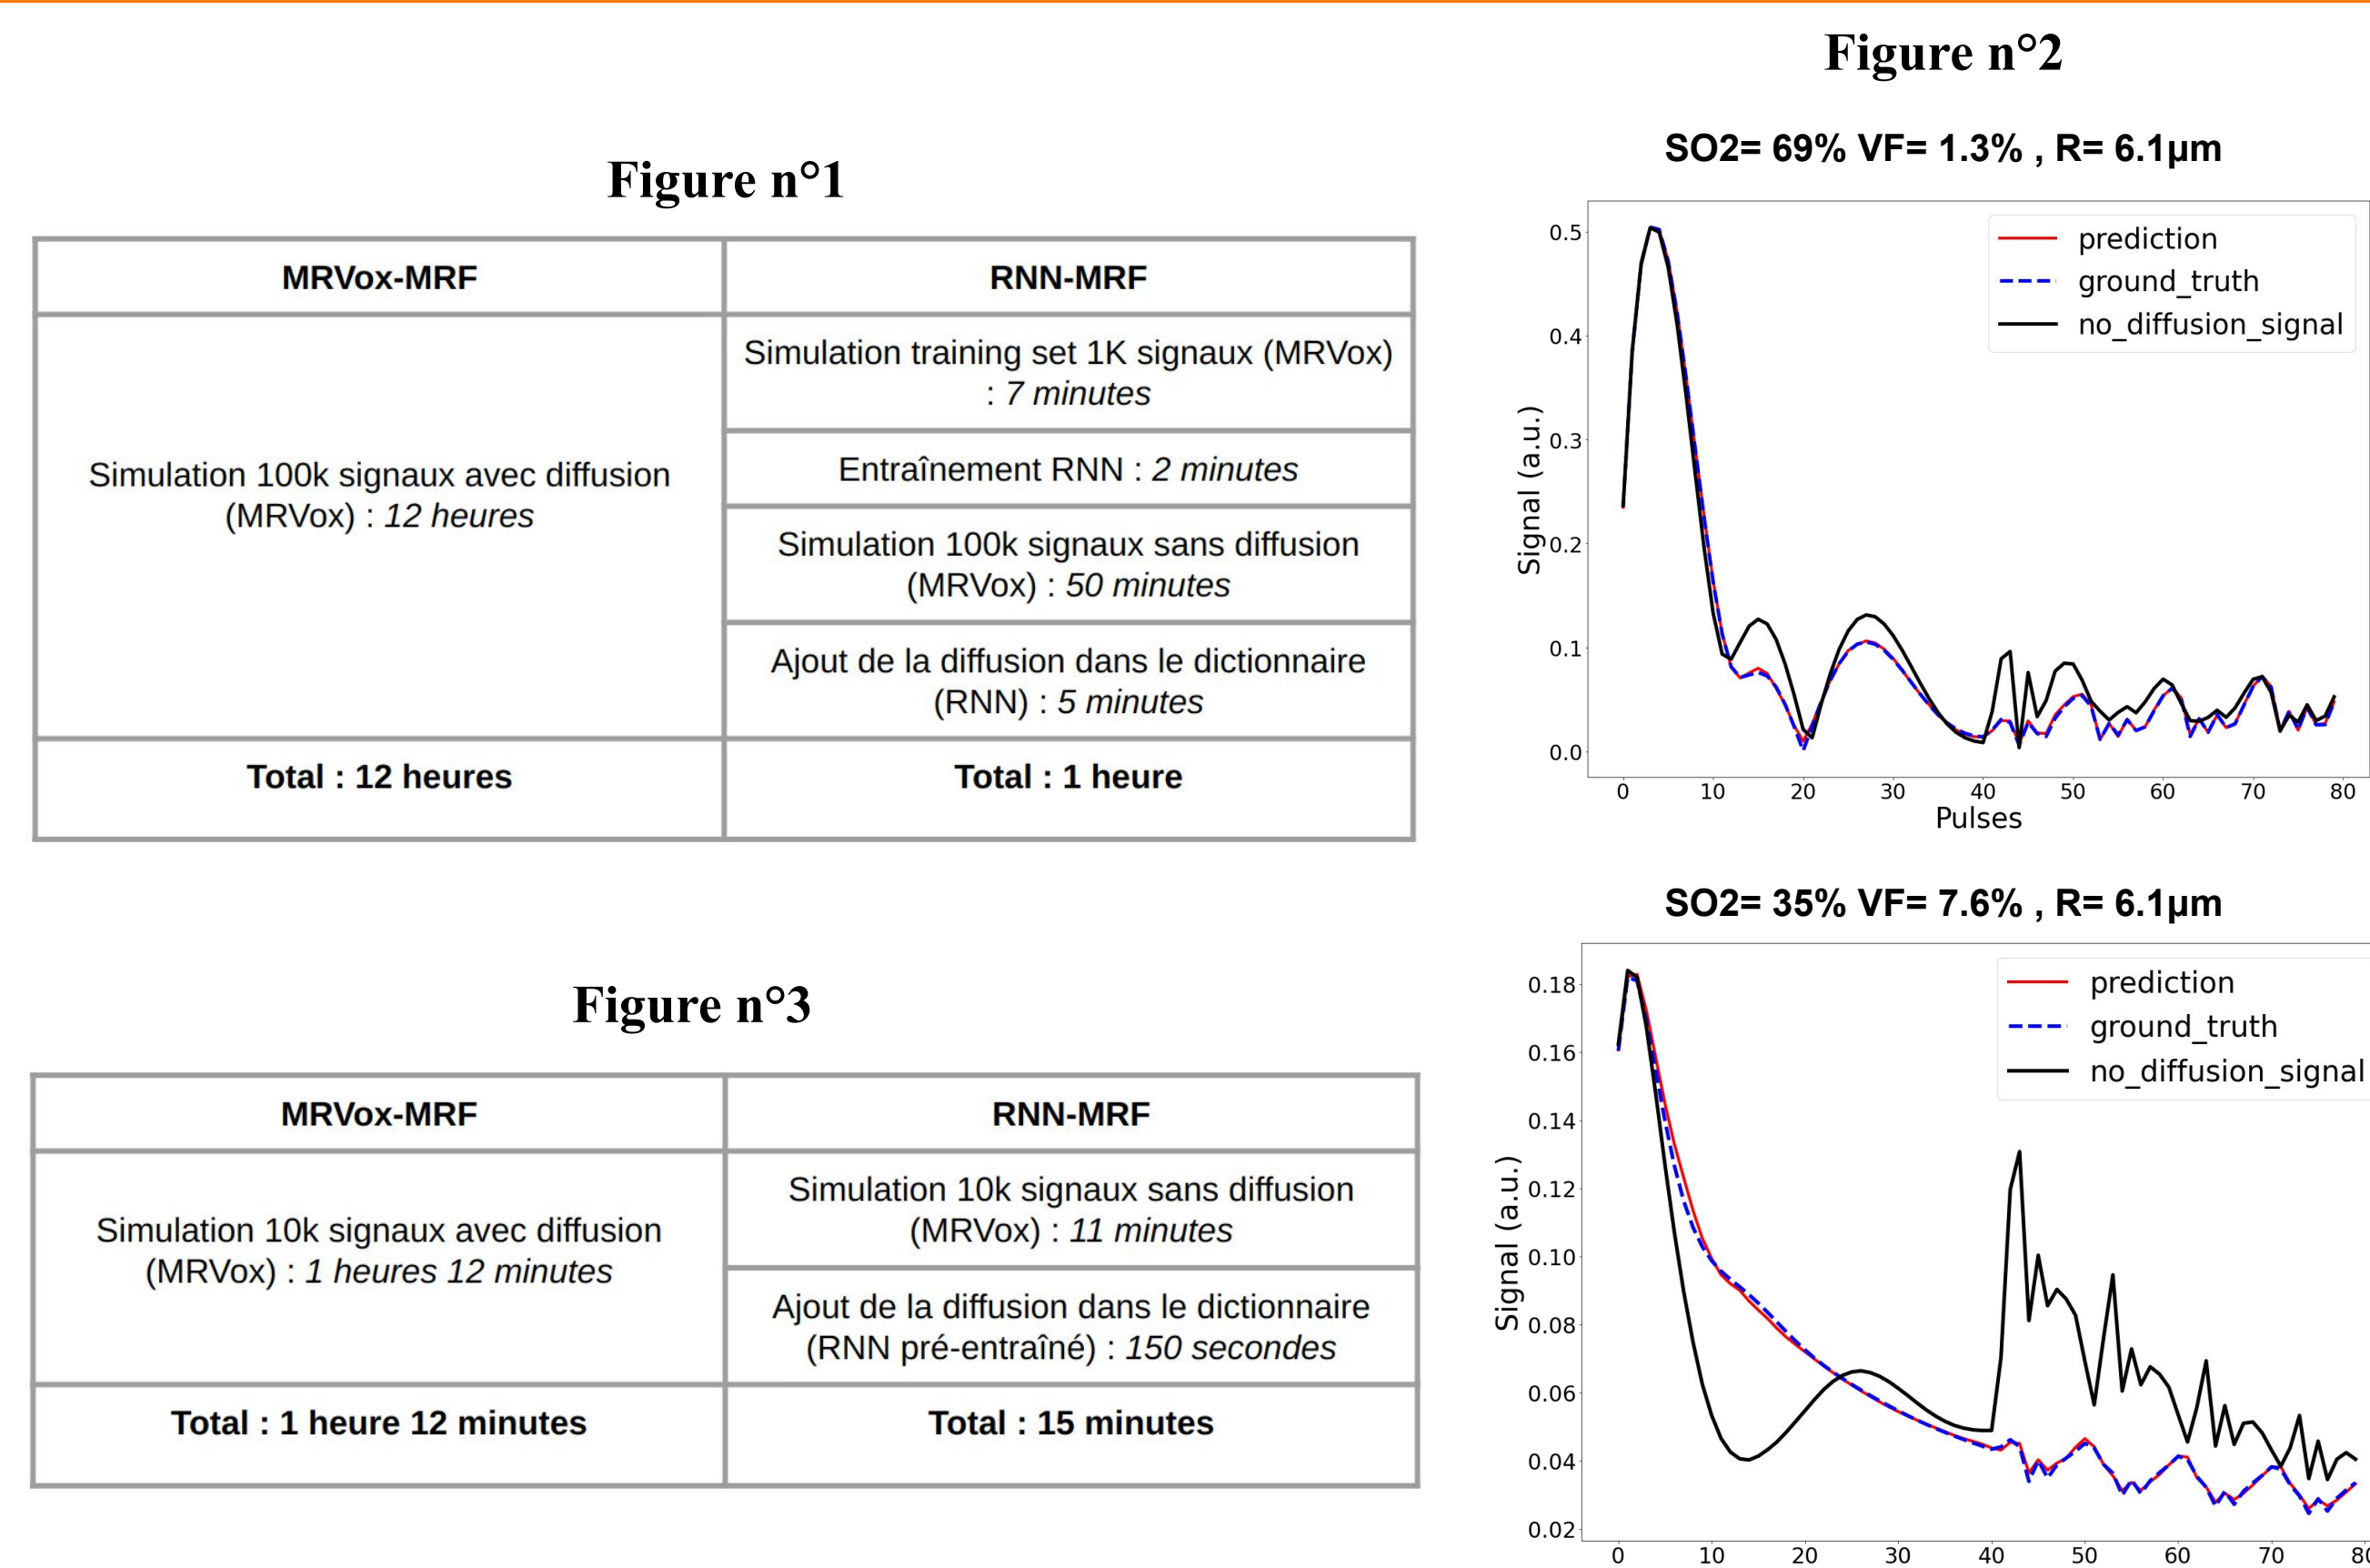 Figure n°1
MRVox-MRF
RNN-MRF
Simulation 100k signaux avec diffusion
(MRVox) : 12 heures
Simulation training set 1K signaux (MRVox)
: 7 minutes
Entraînement RNN : 2 minutes
Simulation 100k signaux sans diffusion
(MRVox) : 50 minutes
Ajout de la diffusion dans le dictionnaire
(RNN) : 5 minutes
Total : 12 heures
Total : 1 heure
Figure n°2
SO2= 69% VF= 1.3% , R= 6.1µm
prediction
ground_truth
no_diffusion_signal
Signal (a.u.)
0.5
0.4
0.3
0.2
0.1
0.0
0 10 20 30 40 50 60 70 80
Pulses
SO2= 35% VF= 7.6% , R= 6.1µm
prediction
ground_truth
no_diffusion_signal
Signal (a.u.)
0.18
0.16
0.14
0.12
0.10
0.08
0.06
0.04
0.02
0 10 20 30 40 50 60 70 80
Figure n°3
MRVox-MRF
RNN-MRF
Simulation 10k signaux avec diffusion
(MRVox) : 1 heures 12 minutes
Simulation 10k signaux sans diffusion
(MRVox) : 11 minutes
Ajout de la diffusion dans le dictionnaire
(RNN pré-entraîné) : 150 secondes
Total : 1 heure 12 minutes
Total : 15 minutes